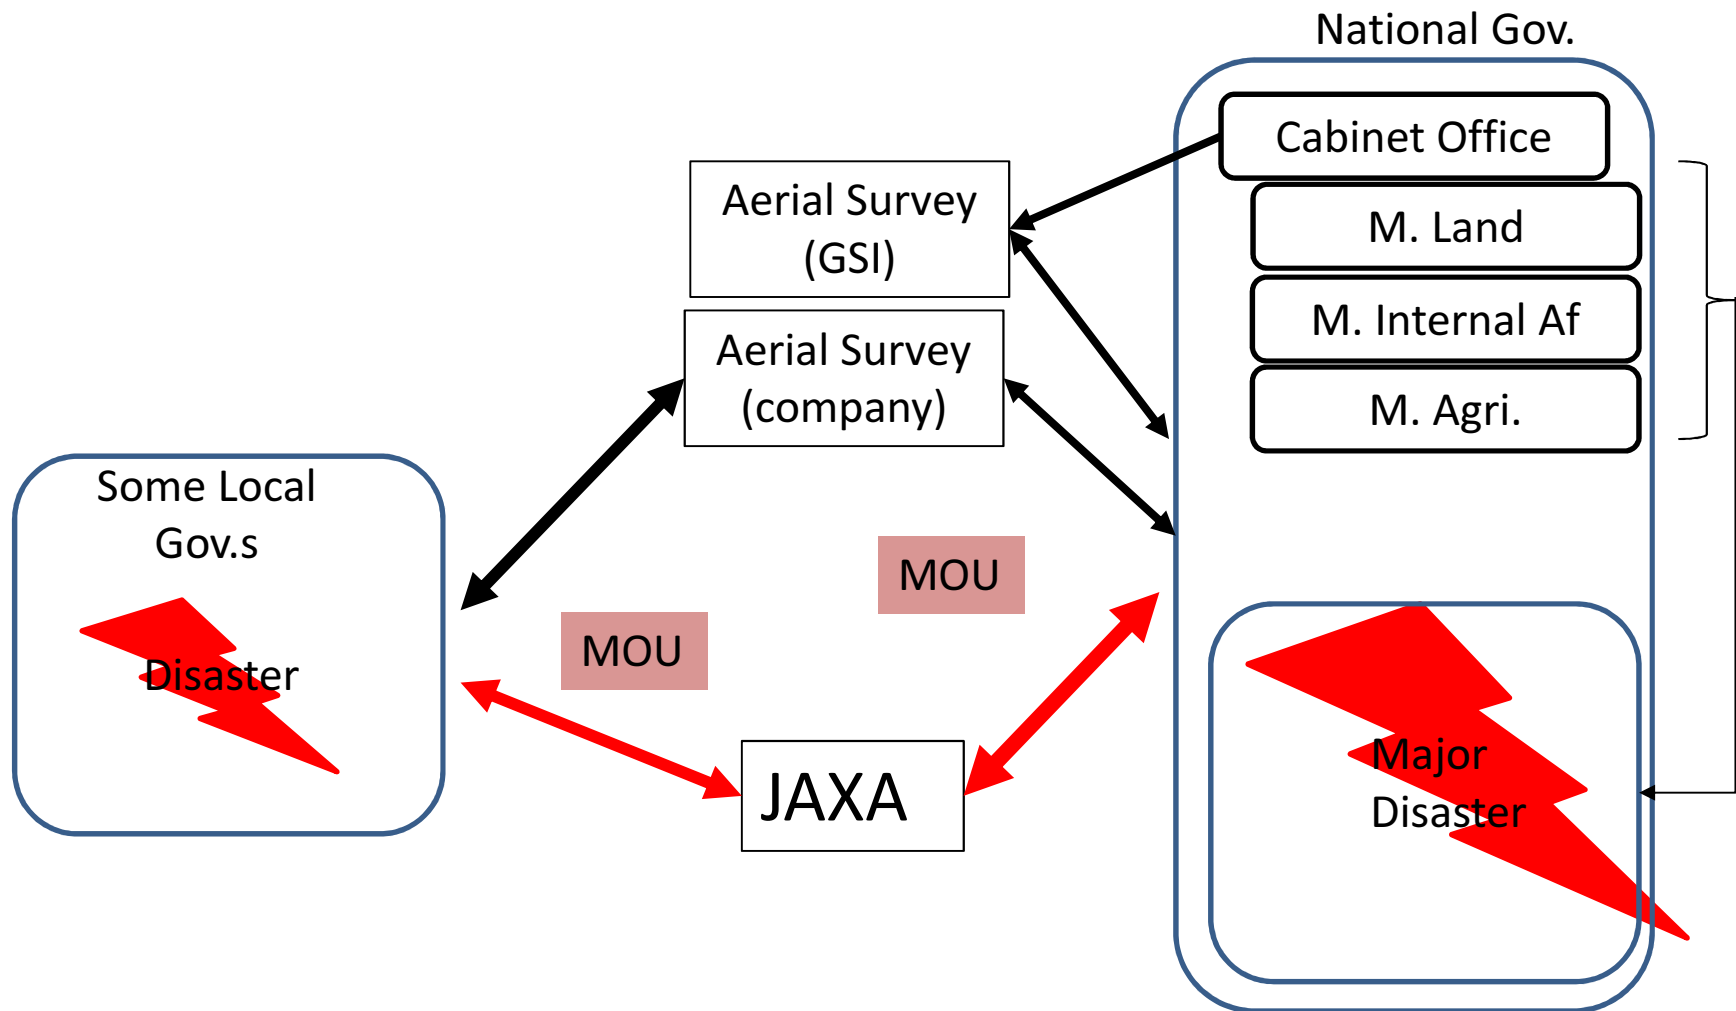 National Gov.
Cabinet Office
M. Land
M. Internal Af
M. Agri.
Aerial Survey
(GSI)
Aerial Survey
(company)
Some Local
Gov.s
Disaster
MOU
MOU
JAXA
Major
Disaster